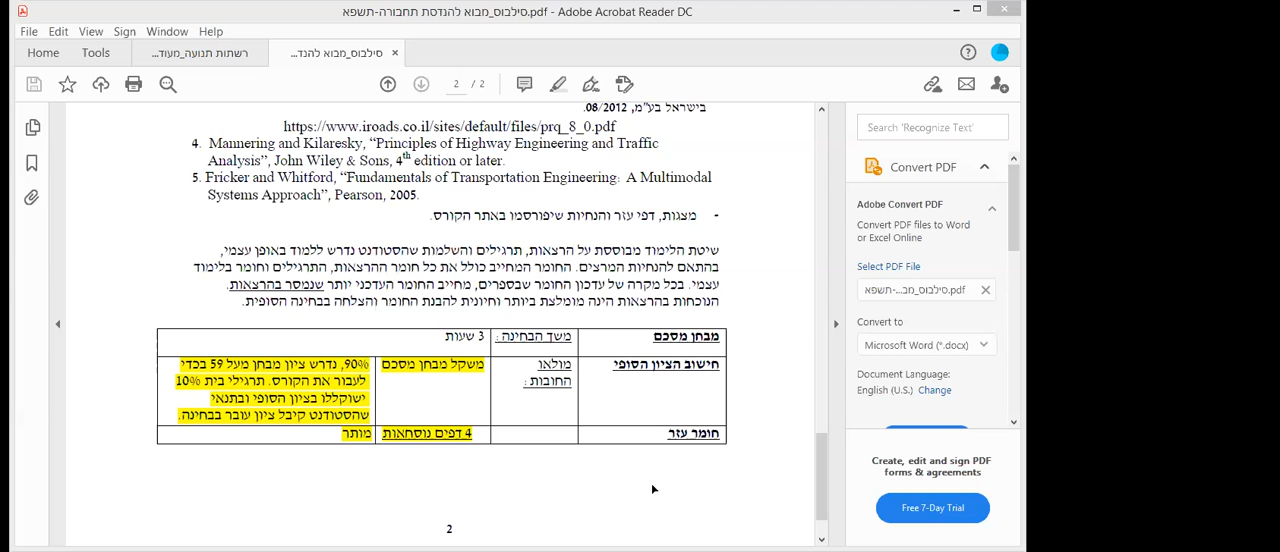 סילבוס_מבוא להנדסת תחבורה-תשפא.pdf - Adobe Acrobat Reader DC
File Edit View Sign Window Help
Home Tools רשתות תנועה_מעוד... סילבוס_מבוא להנד... ×
2 / 2
בישראל בע"מ, 08/2012.
https://www.iroads.co.il/sites/default/files/prq_8_0.pdf
4. Mannering and Kilaresky, “Principles of Highway Engineering and Traffic
Analysis”, John Wiley & Sons, 4th edition or later.
5. Fricker and Whitford, “Fundamentals of Transportation Engineering: A Multimodal
Systems Approach”, Pearson, 2005.
- מצגות, דפי עזר והנחיות שיפורסמו באתר הקורס.
שיטת הלימוד מבוססת על הרצאות, תרגילים והשלמות שהסטודנט נדרש ללמוד באופן עצמי,
בהתאם להנחיות המרצים. החומר המחייב כולל את כל חומר ההרצאות, התרגילים וחומר בלימוד
עצמי. בכל מקרה של עדכון החומר שבספרים, מחייב החומר העדכני יותר שנמסר בהרצאות.
הנוכחות בהרצאות הינה מומלצת ביותר וחיונית להבנת החומר והצלחה בבחינה הסופית.
מבחן מסכם משך הבחינה : 3 שעות
חישוב הציון הסופי מולאו משקל מבחן מסכם 90%, נדרש ציון מבחן מעל 59 בכדי
החובות : לעבור את הקורס. תרגילי בית 10%
ישוקללו בציון הסופי ובתנאי
שהסטודנט קיבל ציון עובר בבחינה.
חומר עזר 4 דפים נוסחאות מותר
2
Search 'Recognize Text'
Convert PDF
Adobe Convert PDF
Convert PDF files to Word
or Excel Online
Select PDF File
סילבוס_מב...-תשפא.pdf ×
Convert to
Microsoft Word (*.docx)
Document Language:
English (U.S.) Change
Create, edit and sign PDF
forms & agreements
Free 7-Day Trial